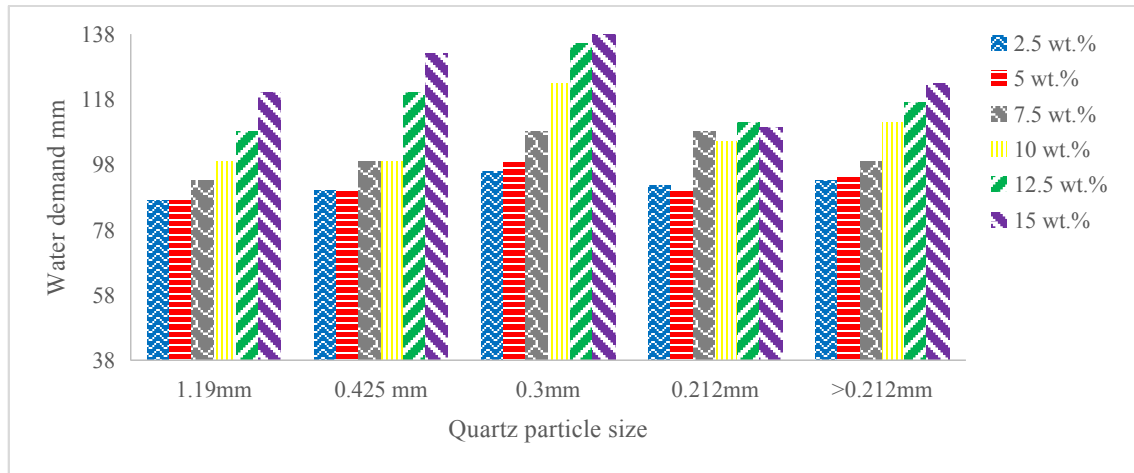 Water demand mm
138
118
98
78
58
38
1.19mm
0.425 mm
0.3mm
0.212mm
>0.212mm
Quartz particle size
2.5 wt.%
5 wt.%
7.5 wt.%
10 wt.%
12.5 wt.%
15 wt.%